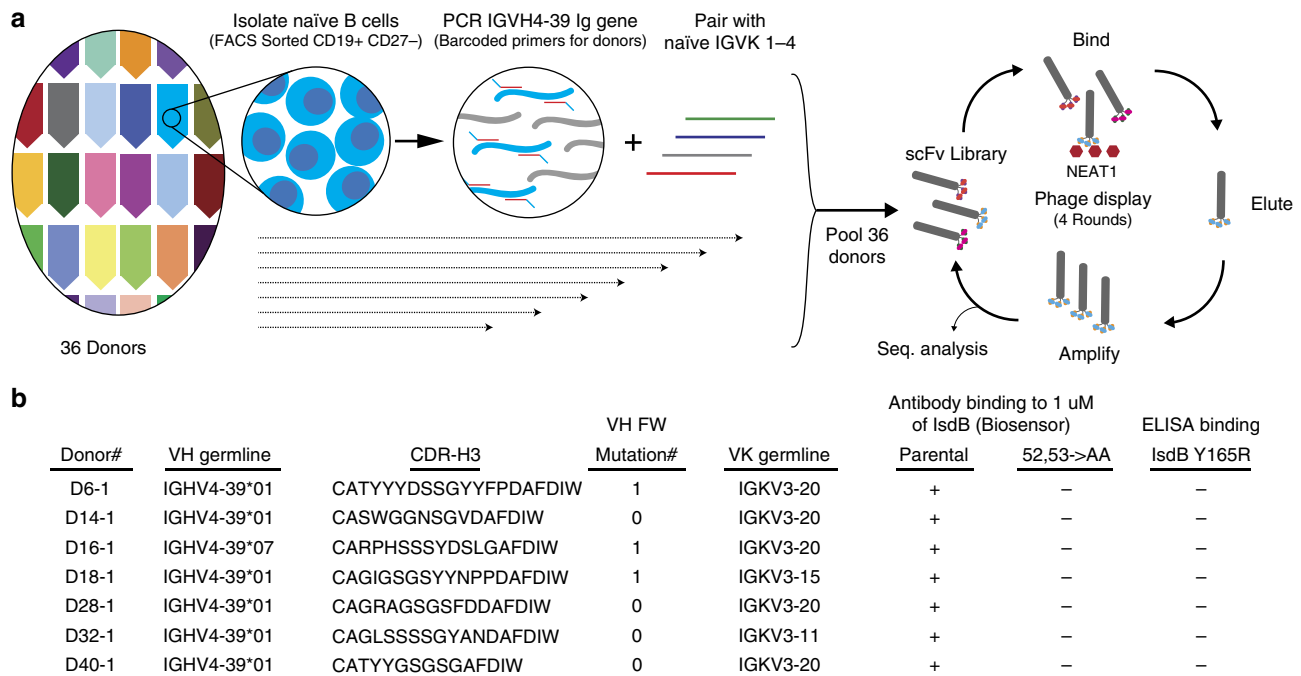 a
Isolate naïve B cells
(FACS Sorted CD19+ CD27–)
PCR IGVH4-39 Ig gene
(Barcoded primers for donors)
Pair with
naïve IGVK 1–4
+
36 Donors
Pool 36
donors
scFv Library
Bind
NEAT1
Phage display
(4 Rounds)
Elute
Amplify
Seq. analysis
b
Antibody binding to 1 uM
of IsdB (Biosensor)
VH FW
ELISA binding
Donor# VH germline CDR-H3 Mutation# VK germline Parental 52,53->AA IsdB Y165R
D6-1 IGHV4-39*01 CATYYYDSSGYYFPDAFDIW 1 IGKV3-20 + – –
D14-1 IGHV4-39*01 CASWGGNSGVDAFDIW 0 IGKV3-20 + – –
D16-1 IGHV4-39*07 CARPHSSSYDSLGAFDIW 1 IGKV3-20 + – –
D18-1 IGHV4-39*01 CAGIGSGSYYNPPDAFDIW 1 IGKV3-15 + – –
D28-1 IGHV4-39*01 CAGRAGSGSFDDAFDIW 0 IGKV3-20 + – –
D32-1 IGHV4-39*01 CAGLSSSSGYANDAFDIW 0 IGKV3-11 + – –
D40-1 IGHV4-39*01 CATYYGSGSGAFDIW 0 IGKV3-20 + – –